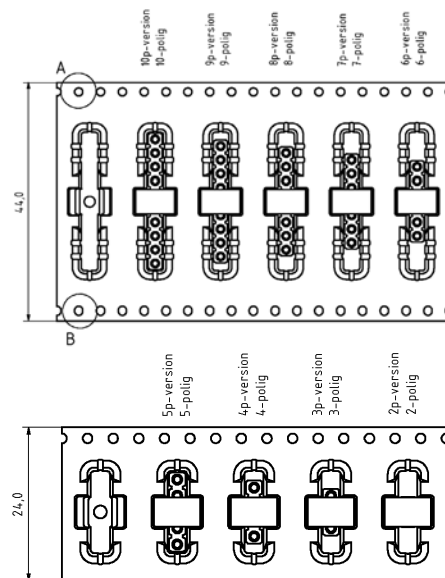 A
10p-version
10-polig
9p-version
9-polig
8p-version
8-polig
7p-version
7-polig
6p-version
6-polig
44,0
B
5p-version
5-polig
4p-version
4-polig
3p-version
3-polig
2p-version
2-polig
24,0